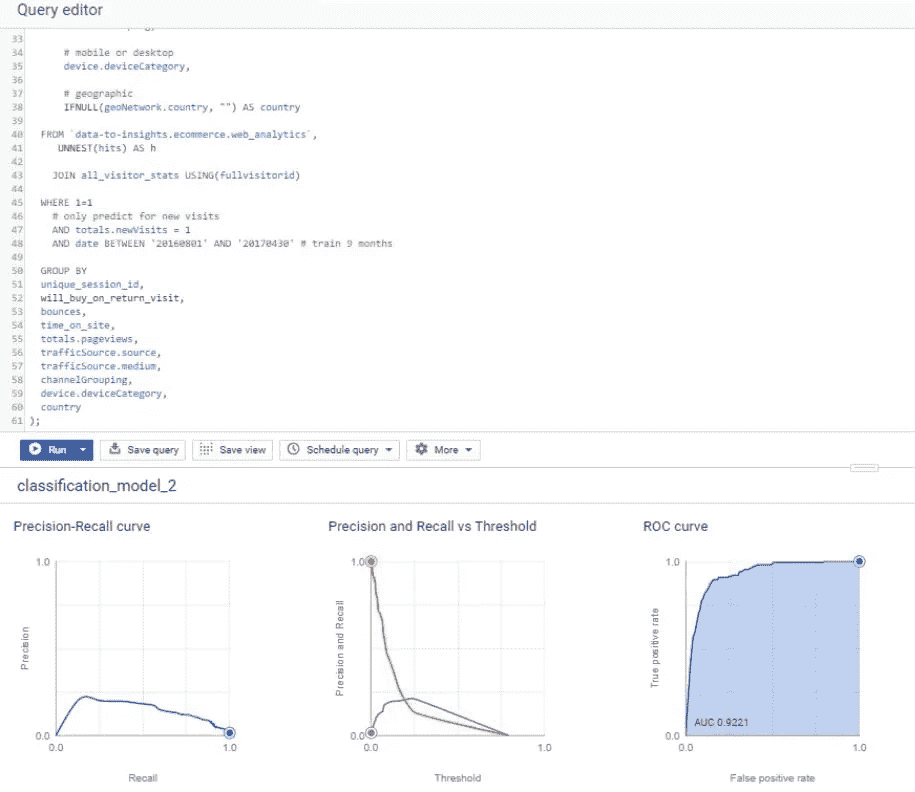 Query editor
33
34 # mobile or desktop
35 device.deviceCategory,
36
37 # geographic
38 IFNULL(geoNetwork.country, "") AS country
39
40 FROM `data-to-insights.ecommerce.web_analytics`,
41 UNNEST(hits) AS h
42
43 JOIN all_visitor_stats USING(fullvisitorid)
44
45 WHERE 1=1
46 # only predict for new visits
47 AND totals.newVisits = 1
48 AND date BETWEEN '20160801' AND '20170430' # train 9 months
49
50 GROUP BY
51 unique_session_id,
52 will_buy_on_return_visit,
53 bounces,
54 time_on_site,
55 totals.pageviews,
56 trafficSource.source,
57 trafficSource.medium,
58 channelGrouping,
59 device.deviceCategory,
60 country
61 );
Run Save query Save view Schedule query More
classification_model_2
Precision-Recall curve
1.0
Precision
0.0
0.0 1.0
Recall
Precision and Recall vs Threshold
1.0
Precision and Recall
0.0
0.0 1.0
Threshold
ROC curve
1.0
True positive rate
AUC 0.9221
0.0
0.0 1.0
False positive rate